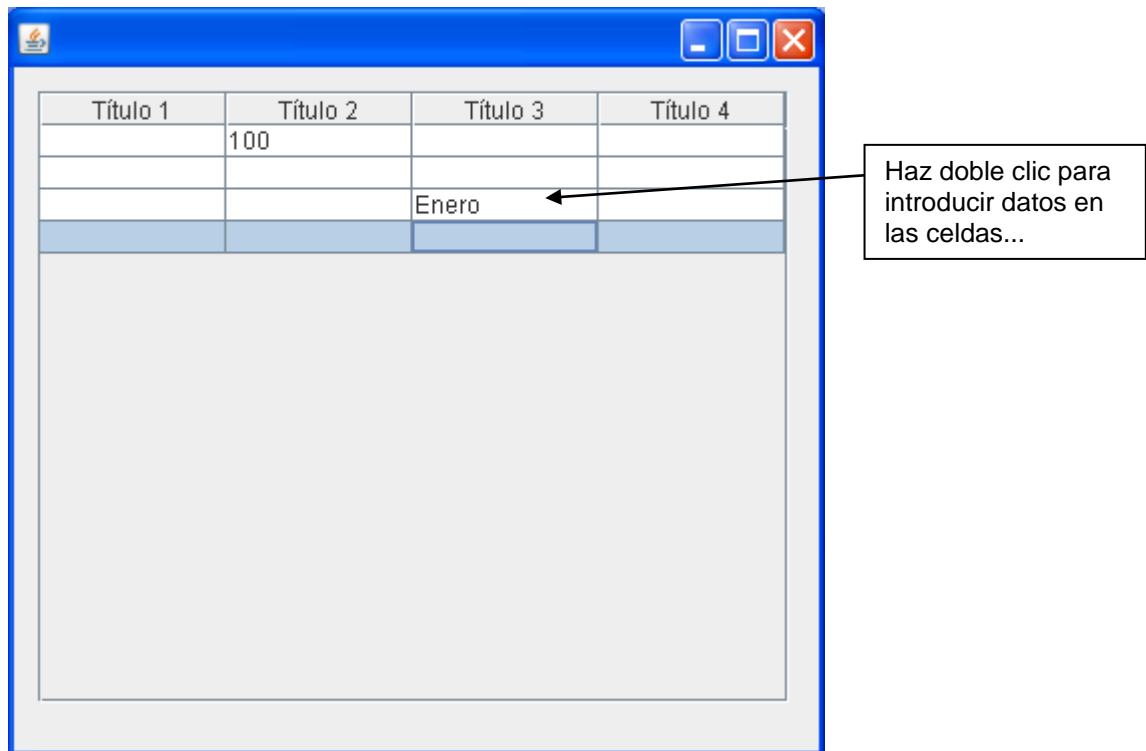 Título 1 Título 2 Título 3 Título 4
100
Enero
Haz doble clic para
introducir datos en
las celdas...